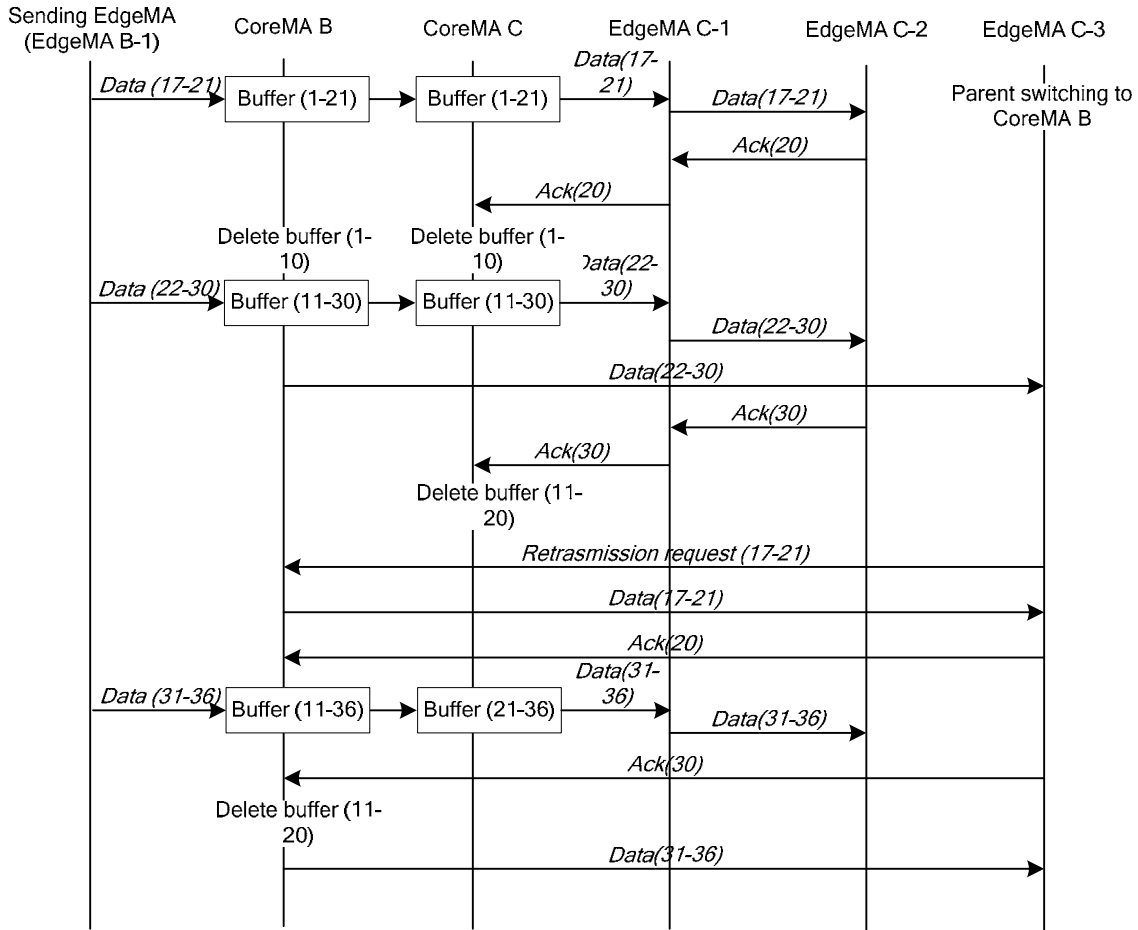 Sending EdgeMA
(EdgeMA B-1)
CoreMA B
CoreMA C
EdgeMA C-1
EdgeMA C-2
EdgeMA C-3
Data (17-21)
Buffer (1-21)
Buffer (1-21)
Data(17-
21)
Data(17-21)
Parent switching to
CoreMA B
Ack(20)
Ack(20)
Delete buffer (1-
10)
Delete buffer (1-
10)
Data (22-30)
Buffer (11-30)
Buffer (11-30)
Data(22-
30)
Data(22-30)
Data(22-30)
Ack(30)
Ack(30)
Delete buffer (11-
20)
Retrasmission request (17-21)
Data(17-21)
Ack(20)
Data (31-36)
Buffer (11-36)
Buffer (21-36)
Data(31-
36)
Data(31-36)
Ack(30)
Delete buffer (11-
20)
Data(31-36)